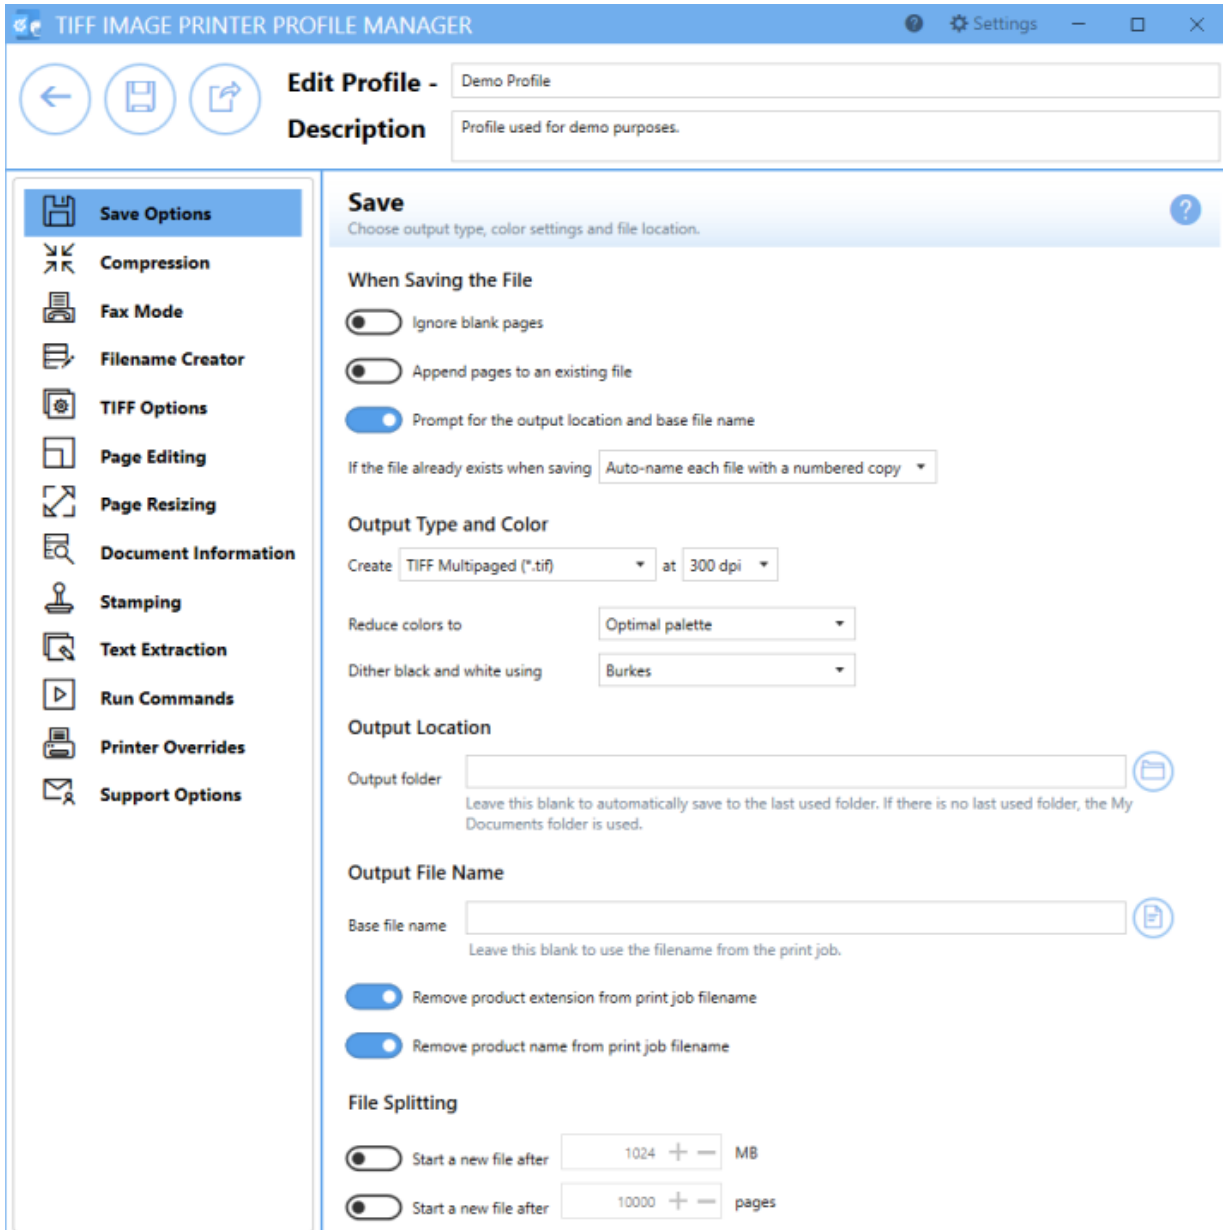 TIFF IMAGE PRINTER PROFILE MANAGER
? Settings
Edit Profile - Demo Profile
Description Profile used for demo purposes.
Save Options
Compression
Fax Mode
Filename Creator
TIFF Options
Page Editing
Page Resizing
Document Information
Stamping
Text Extraction
Run Commands
Printer Overrides
Support Options
Save
?
Choose output type, color settings and file location.
When Saving the File
Ignore blank pages
Append pages to an existing file
Prompt for the output location and base file name
If the file already exists when saving Auto-name each file with a numbered copy
Output Type and Color
Create TIFF Multipaged (*.tif) at 300 dpi
Reduce colors to Optimal palette
Dither black and white using Burkes
Output Location
Output folder
Leave this blank to automatically save to the last used folder. If there is no last used folder, the My
Documents folder is used.
Output File Name
Base file name
Leave this blank to use the filename from the print job.
Remove product extension from print job filename
Remove product name from print job filename
File Splitting
Start a new file after 1024 + − MB
Start a new file after 10000 + − pages